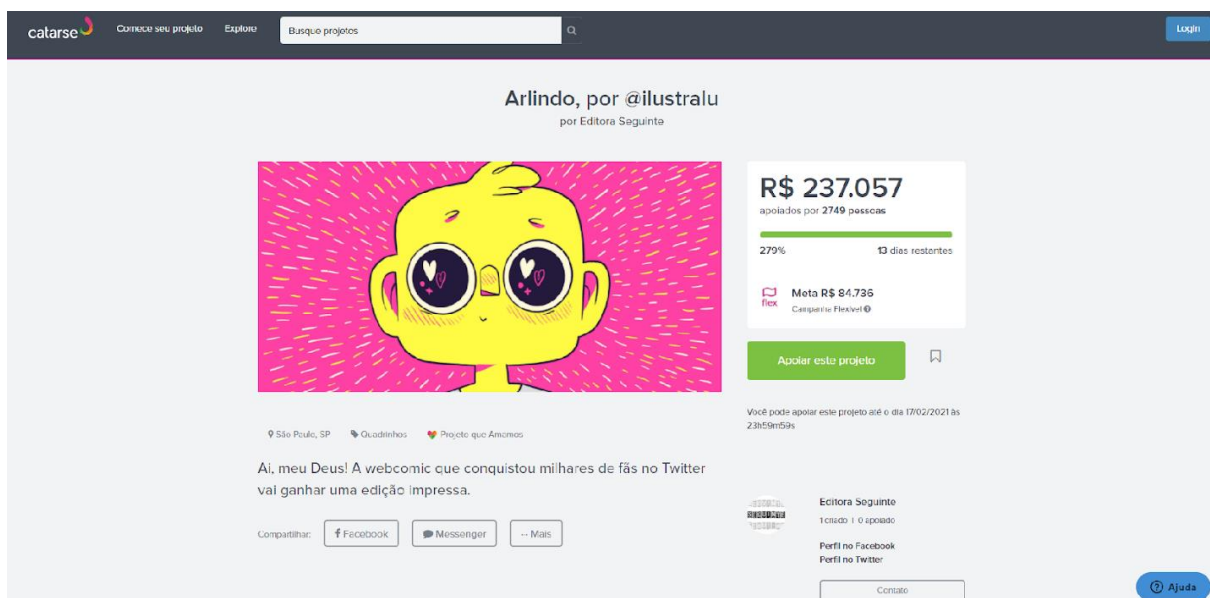 catarse
Comece seu projeto
Explore
Busque projetos
Login
Arlindo, por @ilustralu
por Editora Seguinte
R$ 237.057
apoiados por 2749 pessoas
279%
13 dias restantes
flex
Meta R$ 84.736
Campanha Flexível
Apoiar este projeto
Você pode apoiar este projeto até o dia 17/02/2021 às
23h59m59s
São Paulo, SP
Quadrinhos
Projeto que Amamos
Ai, meu Deus! A webcomic que conquistou milhares de fãs no Twitter
vai ganhar uma edição impressa.
Compartilhar:
Facebook
Messenger
··· Mais
Editora Seguinte
1 criado | 0 apoiado
Perfil no Facebook
Perfil no Twitter
Contato
Ajuda